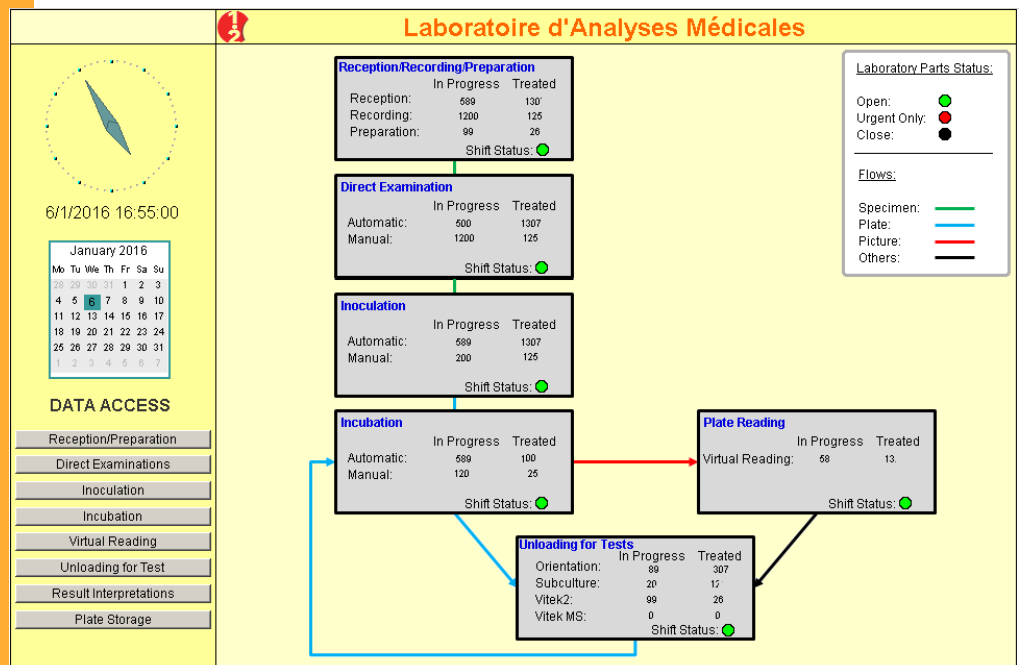 Laboratoire d'Analyses Médicales
6/1/2016 16:55:00
January 2016
Mo Tu We Th Fr Sa Su
28 29 30 31 1 2 3
4 5 6 7 8 9 10
11 12 13 14 15 16 17
18 19 20 21 22 23 24
25 26 27 28 29 30 31
1 2 3 4 5 6 7
DATA ACCESS
Reception/Preparation
Direct Examinations
Inoculation
Incubation
Virtual Reading
Unloading for Test
Result Interpretations
Plate Storage
Reception/Recording/Preparation
In Progress Treated
Reception: 589
Recording: 1200 125
Preparation: 99 26
Shift Status:
Direct Examination
In Progress Treated
Automatic: 500 1307
Manual: 1200 125
Shift Status:
Inoculation
In Progress Treated
Automatic: 589 1307
Manual: 200 125
Shift Status:
Incubation
In Progress Treated
Automatic: 589 100
Manual: 120 25
Shift Status:
Plate Reading
In Progress Treated
Virtual Reading: 58
Shift Status:
Unloading for Tests
In Progress Treated
Orientation: 89 307
Subculture: 20
Vitek2: 99 26
Vitek MS: 0 0
Shift Status:
Laboratory Parts Status:
Open:
Urgent Only:
Close:
Flows:
Specimen:
Plate:
Picture:
Others: